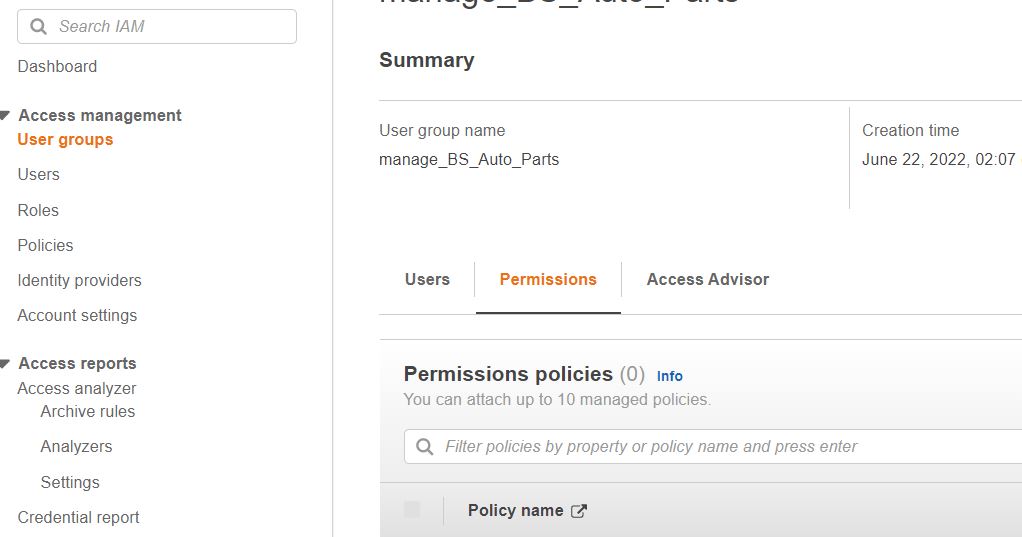 manage_BS_Auto_Parts
Search IAM
Dashboard
Access management
User groups
Users
Roles
Policies
Identity providers
Account settings
Access reports
Access analyzer
Archive rules
Analyzers
Settings
Credential report
Summary
User group name
manage_BS_Auto_Parts
Creation time
June 22, 2022, 02:07
Users
Permissions
Access Advisor
Permissions policies (0) Info
You can attach up to 10 managed policies.
Filter policies by property or policy name and press enter
Policy name